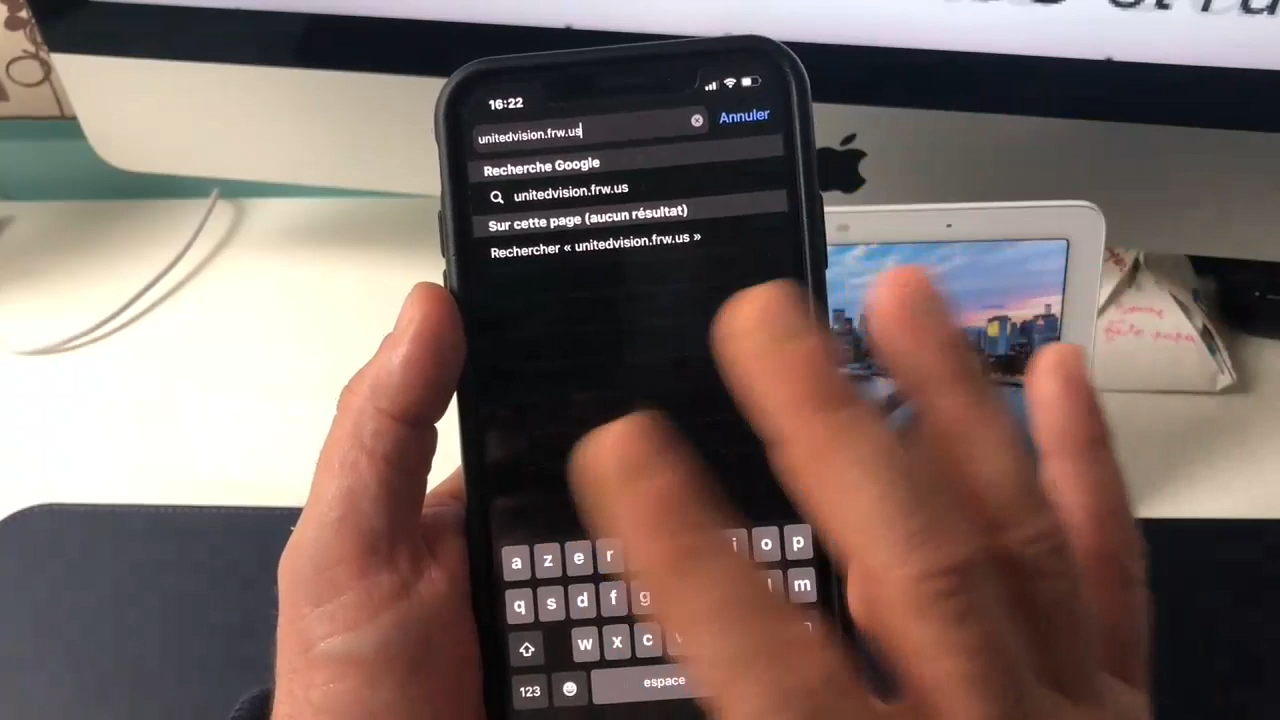 16:22
unitedvision.frw.us
Annuler
Recherche Google
unitedvision.frw.us
Sur cette page (aucun résultat)
Rechercher « unitedvision.frw.us »
a z e r i o p
q s d f g l m
w x c v
123 espace